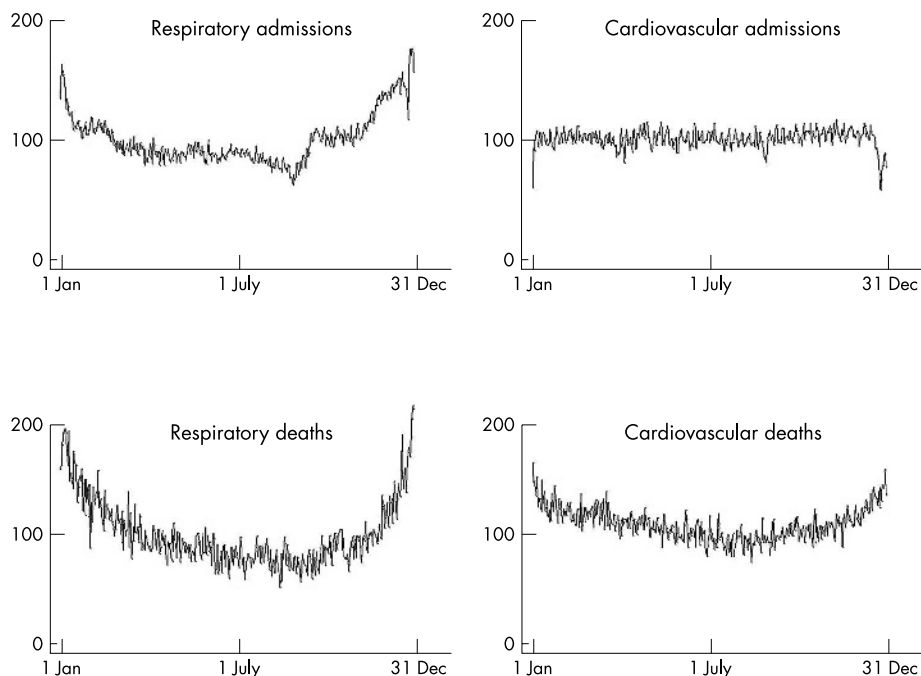 200 Respiratory admissions
100
0
1 Jan 1 July 31 Dec
200 Cardiovascular admissions
100
0
1 Jan 1 July 31 Dec
200 Respiratory deaths
100
0
1 Jan 1 July 31 Dec
200 Cardiovascular deaths
100
0
1 Jan 1 July 31 Dec